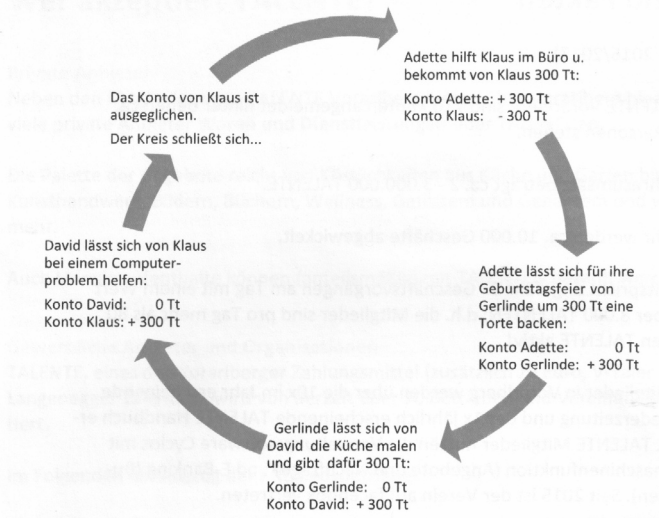 Adette hilft Klaus im Büro u.
bekommt von Klaus 300 Tt:
Konto Adette: + 300 Tt
Konto Klaus: - 300 Tt
Adette lässt sich für ihre
Geburtstagsfeier von
Gerlinde um 300 Tt eine
Torte backen:
Konto Adette: 0 Tt
Konto Gerlinde: + 300 Tt
Gerlinde lässt sich von
David die Küche malen
und gibt dafür 300 Tt:
Konto Gerlinde: 0 Tt
Konto David: + 300 Tt
David lässt sich von Klaus
bei einem Computer-
problem helfen:
Konto David: 0 Tt
Konto Klaus: + 300 Tt
Das Konto von Klaus ist
ausgeglichen.
Der Kreis schließt sich...